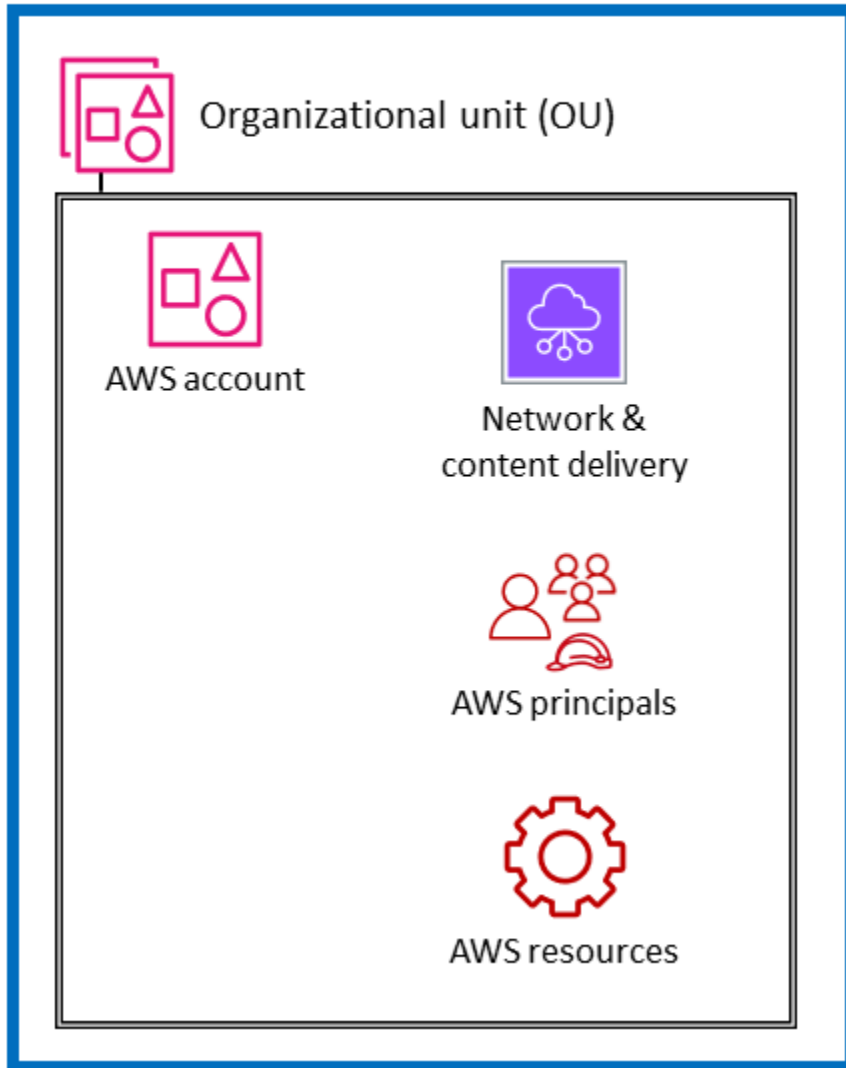 Organizational unit (OU)
AWS account
Network &
content delivery
AWS principals
AWS resources